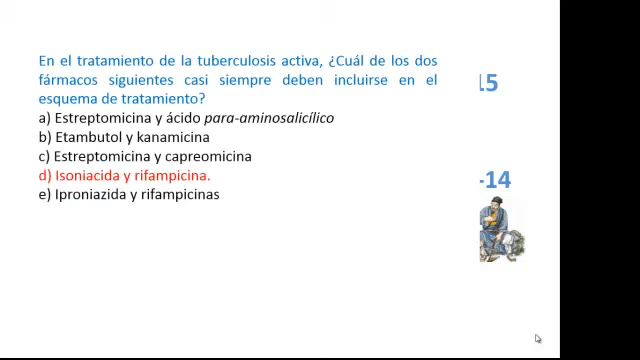 En el tratamiento de la tuberculosis activa, ¿Cuál de los dos
fármacos siguientes casi siempre deben incluirse en el
esquema de tratamiento?
a) Estreptomicina y ácido para-aminosalicílico
b) Etambutol y kanamicina
c) Estreptomicina y capreomicina
d) Isoniacida y rifampicina.
e) Iproniazida y rifampicinas
15
-14